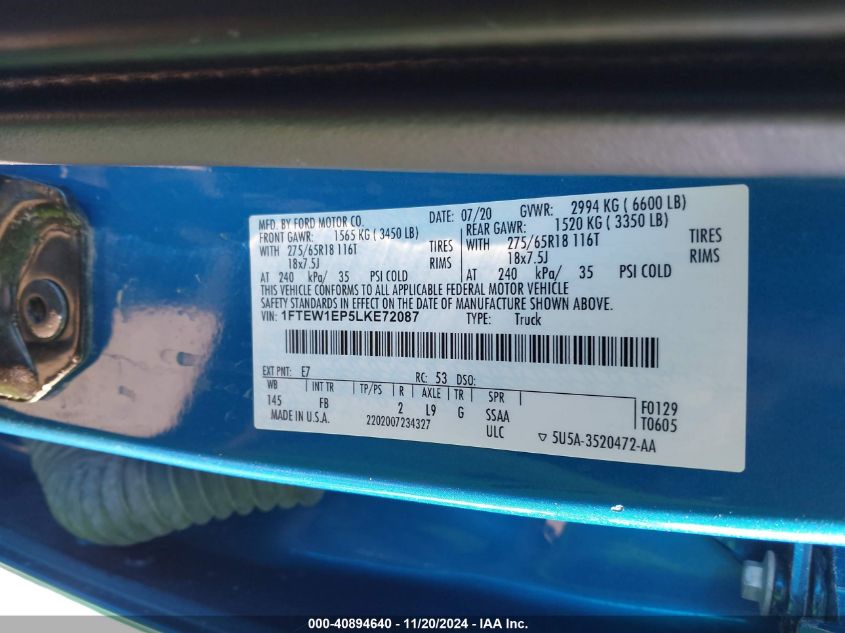 MFD. BY FORD MOTOR CO. DATE: 07/20 GVWR: 2994 KG ( 6600 LB)
FRONT GAWR: 1565 KG ( 3450 LB) REAR GAWR: 1520 KG ( 3350 LB)
WITH 275/65R18 116T TIRES WITH 275/65R18 116T TIRES
18x7.5J RIMS 18x7.5J RIMS
AT 240 kPa/ 35 PSI COLD AT 240 kPa/ 35 PSI COLD
THIS VEHICLE CONFORMS TO ALL APPLICABLE FEDERAL MOTOR VEHICLE
SAFETY STANDARDS IN EFFECT ON THE DATE OF MANUFACTURE SHOWN ABOVE.
VIN: 1FTEW1EP5LKE72087 TYPE: Truck
EXT PNT: E7 RC: 53 DSO:
WB INT TR TP/PS R AXLE TR SPR
145 FB 2 L9 G SSAA F0129
MADE IN U.S.A. 2202007234327 ULC T0605
5U5A-3520472-AA
000-40894640 - 11/20/2024 - IAA Inc.